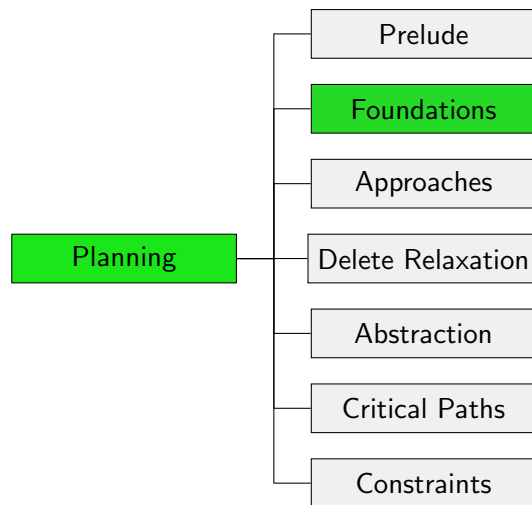 Prelude
Foundations
Approaches
Planning
Delete Relaxation
Abstraction
Critical Paths
Constraints